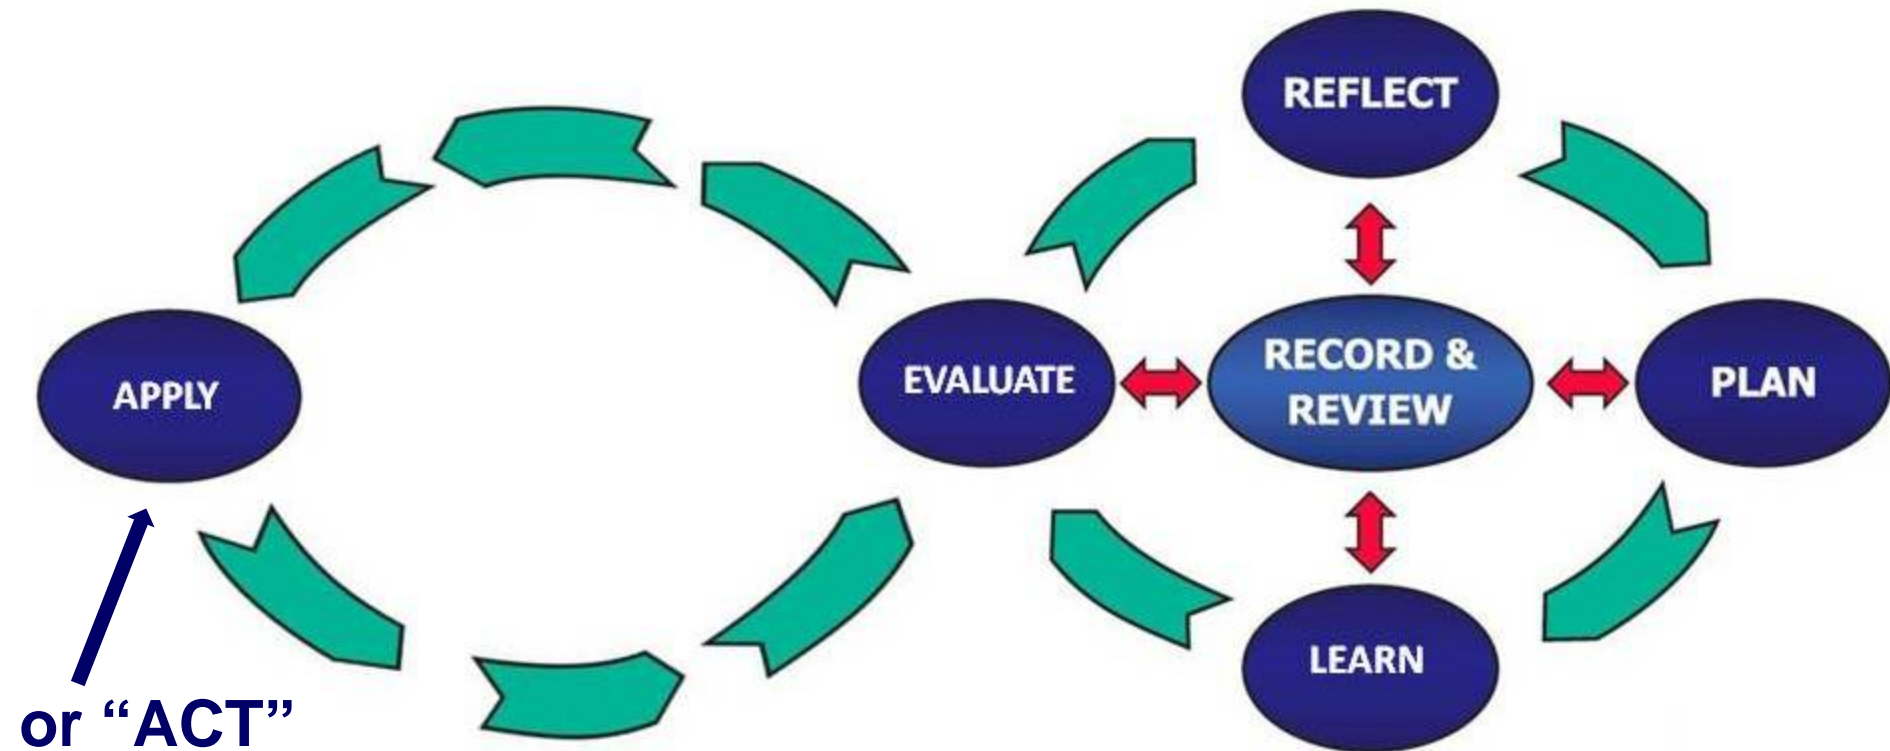 REFLECT
APPLY
EVALUATE
RECORD &
REVIEW
PLAN
LEARN
or “ACT”